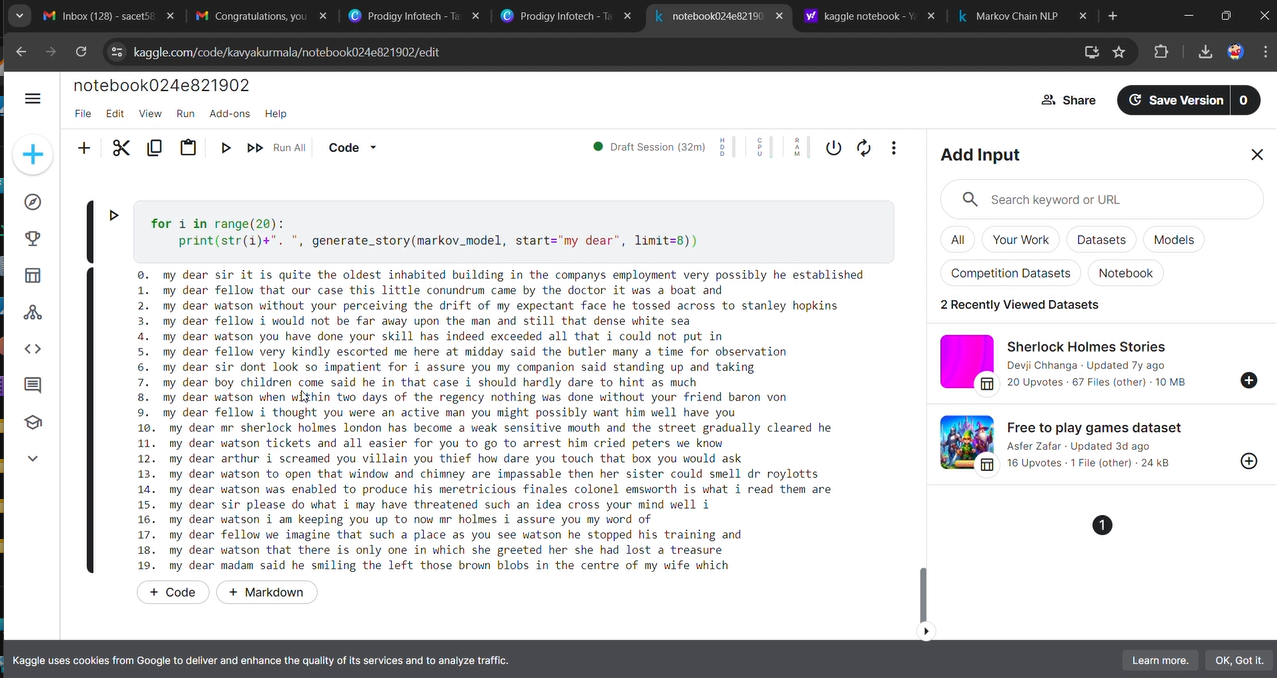 Inbox (128) - sacet58
Congratulations, you
Prodigy Infotech - Ta
Prodigy Infotech - Ta
notebook024e82190
kaggle notebook - Y
Markov Chain NLP
kaggle.com/code/kavyakurmala/notebook024e821902/edit
notebook024e821902
File Edit View Run Add-ons Help
Share
Save Version 0
Run All Code
Draft Session (32m)
HDD
CPU
RAM
for i in range(20):
print(str(i)+". ", generate_story(markov_model, start="my dear", limit=8))
0. my dear sir it is quite the oldest inhabited building in the companys employment very possibly he established
1. my dear fellow that our case this little conundrum came by the doctor it was a boat and
2. my dear watson without your perceiving the drift of my expectant face he tossed across to stanley hopkins
3. my dear fellow i would not be far away upon the man and still that dense white sea
4. my dear watson you have done your skill has indeed exceeded all that i could not put in
5. my dear fellow very kindly escorted me here at midday said the butler many a time for observation
6. my dear sir dont look so impatient for i assure you my companion said standing up and taking
7. my dear boy children come said he in that case i should hardly dare to hint as much
8. my dear watson when within two days of the regency nothing was done without your friend baron von
9. my dear fellow i thought you were an active man you might possibly want him well have you
10. my dear mr sherlock holmes london has become a weak sensitive mouth and the street gradually cleared he
11. my dear watson tickets and all easier for you to go to arrest him cried peters we know
12. my dear arthur he screamed you villain you thief how dare you touch that box you would ask
13. my dear watson to open that window and chimney are impassable then her sister could smell dr roylotts
14. my dear watson was enabled to produce his meretricious finales colonel emsworth is what i read them are
15. my dear sir please do what i may have threatened such an idea cross your mind well i
16. my dear watson i am keeping you up to now mr holmes i assure you my word of
17. my dear fellow we imagine that such a place as you see watson he stopped his training and
18. my dear watson that there is only one in which she greeted her she had lost a treasure
19. my dear madam said he smiling the left those brown blobs in the centre of my wife which
+ Code + Markdown
Add Input
Search keyword or URL
All Your Work Datasets Models
Competition Datasets Notebook
2 Recently Viewed Datasets
Sherlock Holmes Stories
Devji Chhanga · Updated 7y ago
20 Upvotes · 67 Files (other) · 10 MB
Free to play games dataset
Asfer Zafar · Updated 3d ago
16 Upvotes · 1 File (other) · 24 kB
1
Kaggle uses cookies from Google to deliver and enhance the quality of its services and to analyze traffic.
Learn more. OK, Got it.